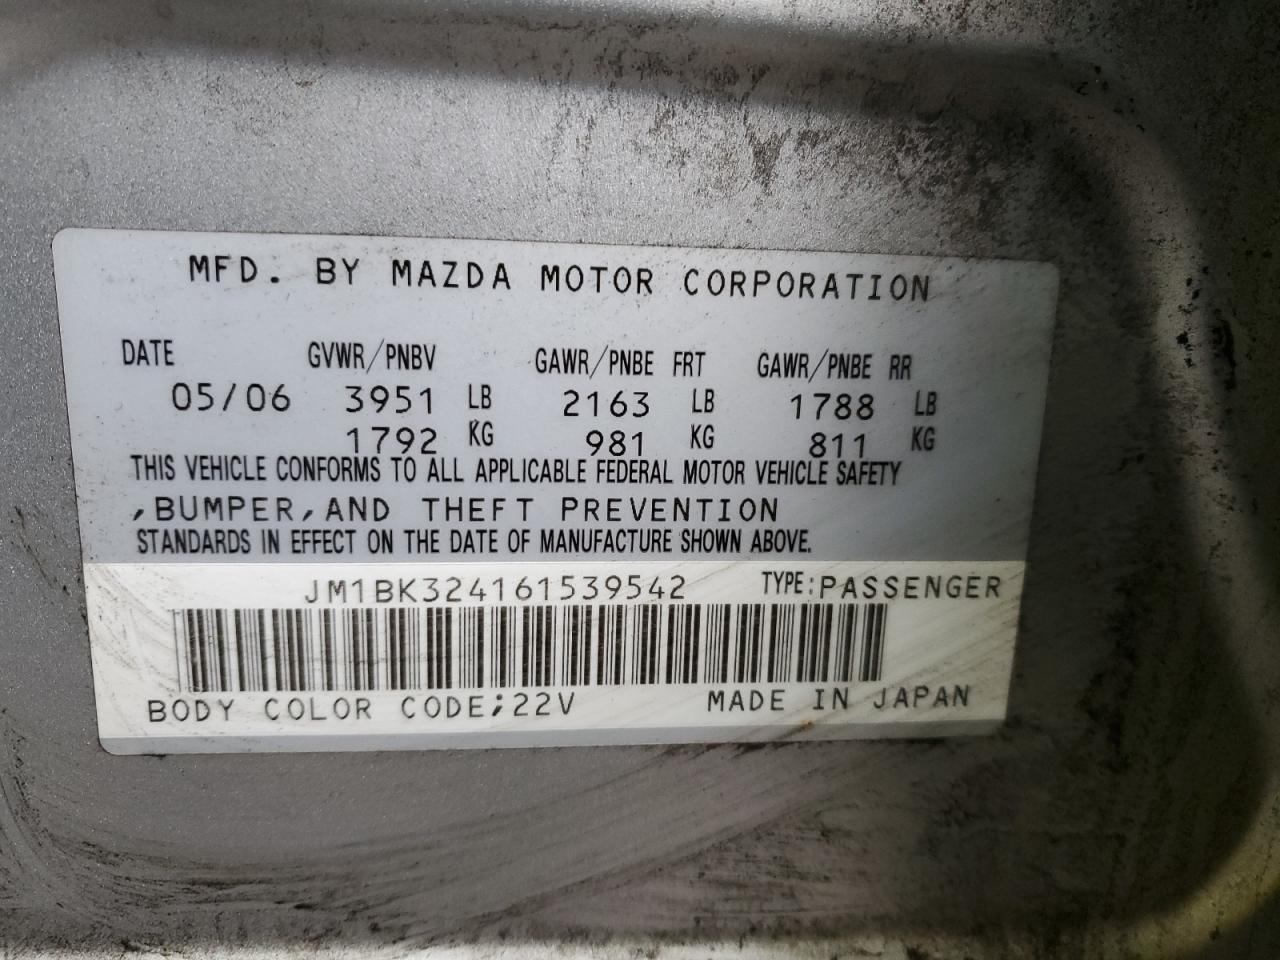 MFD. BY MAZDA MOTOR CORPORATION
DATE GVWR/PNBV GAWR/PNBE FRT GAWR/PNBE RR
05/06 3951 LB 2163 LB 1788 LB
1792 KG 981 KG 811 KG
THIS VEHICLE CONFORMS TO ALL APPLICABLE FEDERAL MOTOR VEHICLE SAFETY
,BUMPER,AND THEFT PREVENTION
STANDARDS IN EFFECT ON THE DATE OF MANUFACTURE SHOWN ABOVE.
JM1BK324161539542 TYPE:PASSENGER
BODY COLOR CODE;22V MADE IN JAPAN